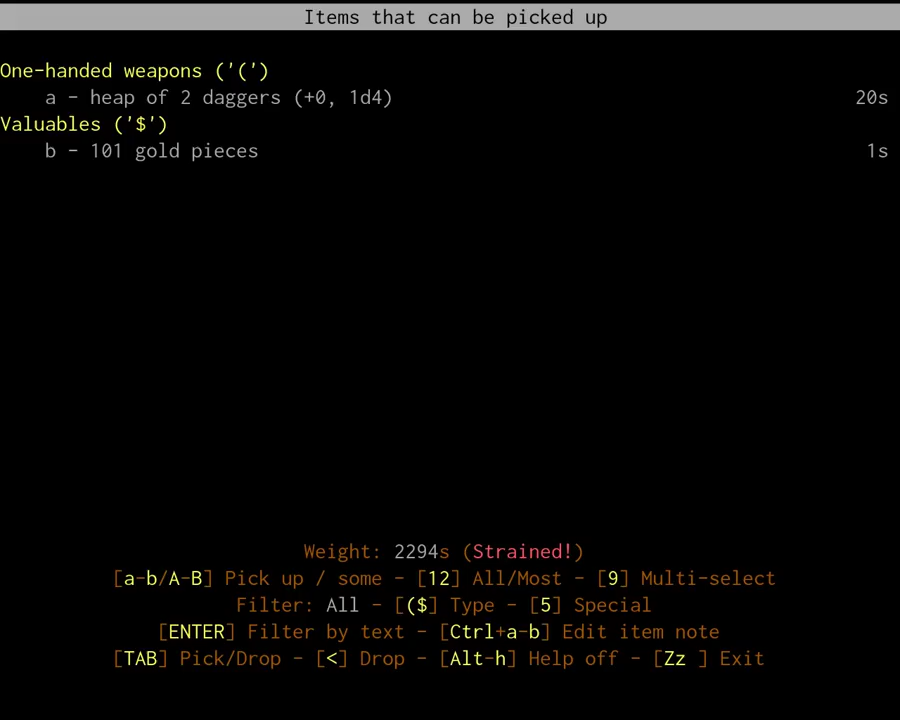 Items that can be picked up
One-handed weapons ('(')
a - heap of 2 daggers (+0, 1d4) 20s
Valuables ('$')
b - 101 gold pieces 1s
Weight: 2294s (Strained!)
[a-b/A-B] Pick up / some - [12] All/Most - [9] Multi-select
Filter: All - [($] Type - [5] Special
[ENTER] Filter by text - [Ctrl+a-b] Edit item note
[TAB] Pick/Drop - [<] Drop - [Alt-h] Help off - [Zz ] Exit